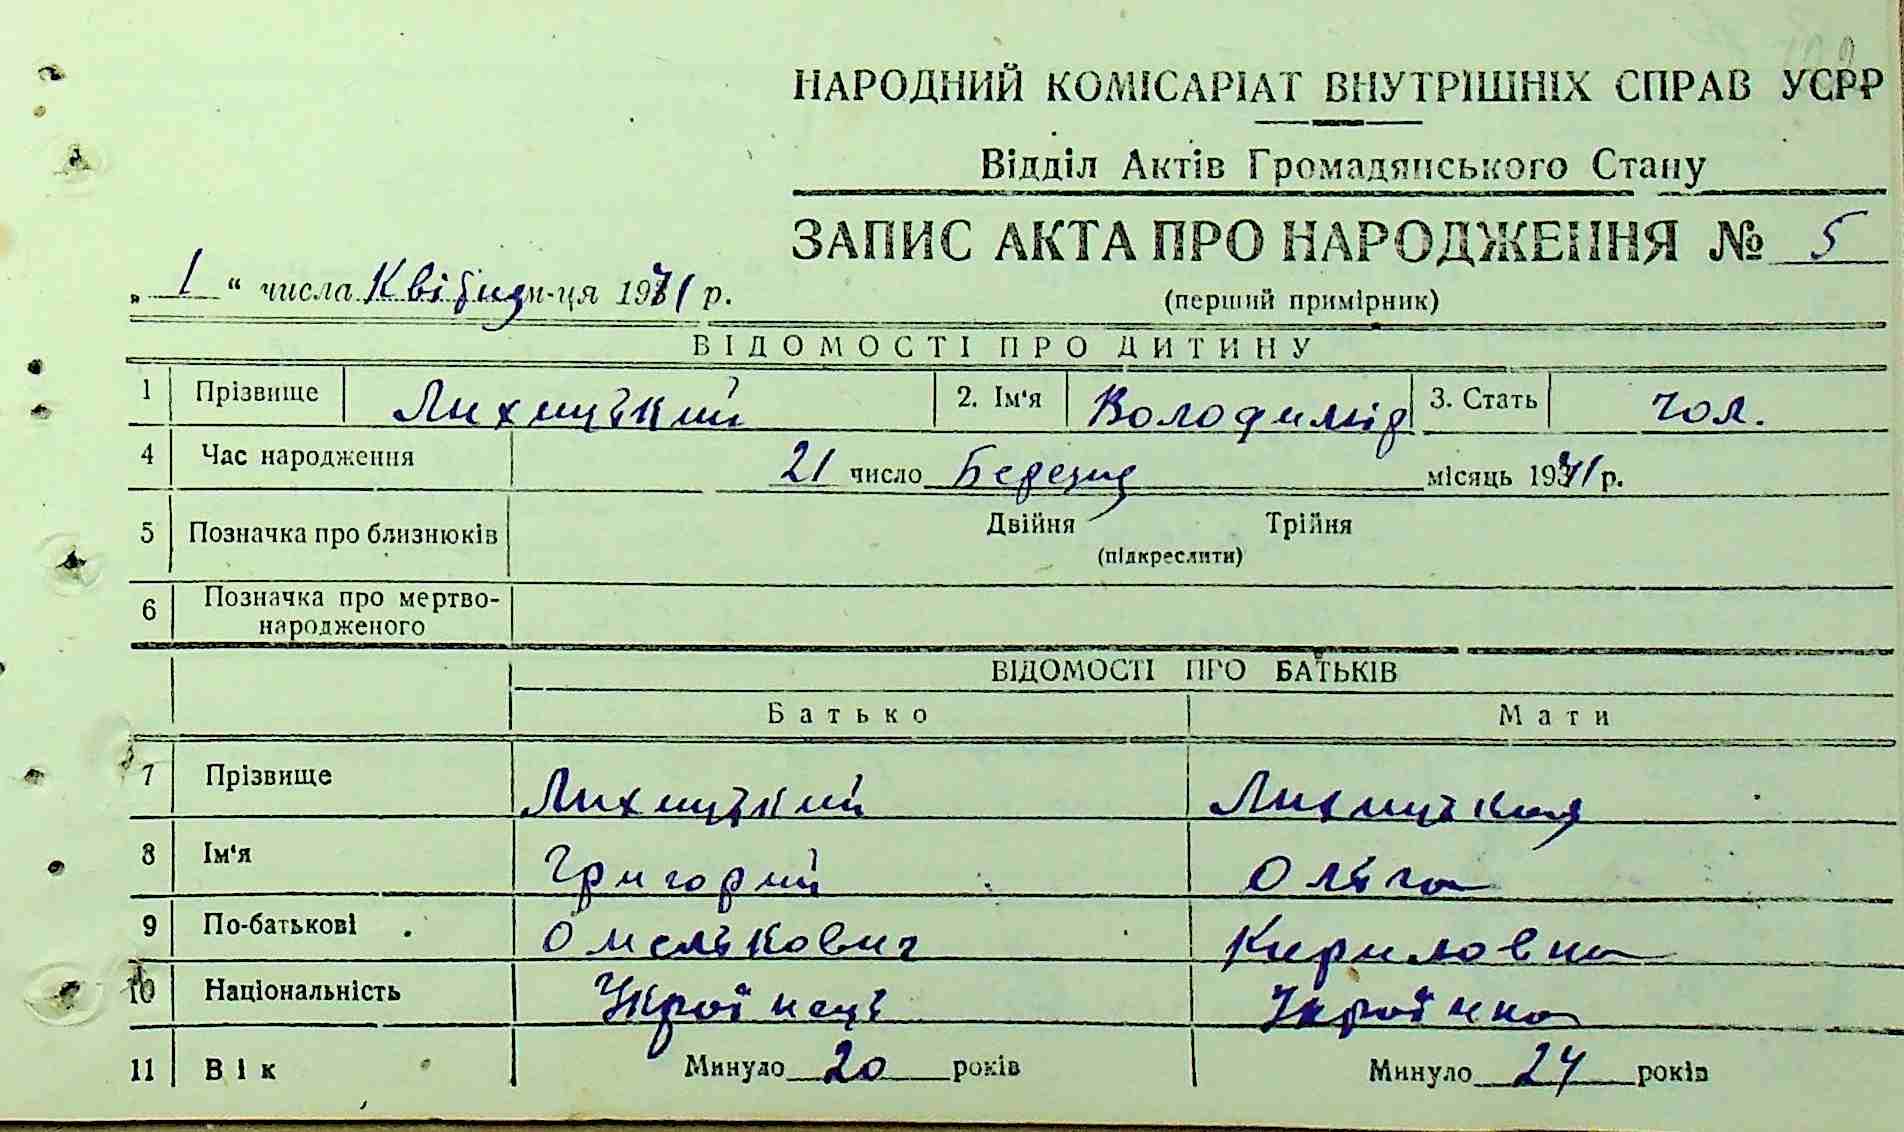 НАРОДНИЙ КОМІСАРІАТ ВНУТРІШНІХ СПРАВ УСРР
Відділ Актів Громадянського Стану
ЗАПИС АКТА ПРО НАРОДЖЕННЯ № 5
„ 1 “ числа Квітня м-ця 1941 р.
(перший примірник)
ВІДОМОСТІ ПРО ДИТИНУ
1 Прізвище Лихицький 2. Ім'я Володимір 3. Стать чол.
4 Час народження 21 число Березня місяць 1941 р.
5 Позначка про близнюків Двійня Трійня
(підкреслити)
6 Позначка про мертво-
народженого
ВІДОМОСТІ ПРО БАТЬКІВ
Батько Мати
7 Прізвище Лихицький Лихицькая
8 Ім'я Григорий Ольга
9 По-батькові Омелькович Кириловна
10 Національність Українець Українка
11 Вік Минуло 20 років Минуло 24 років